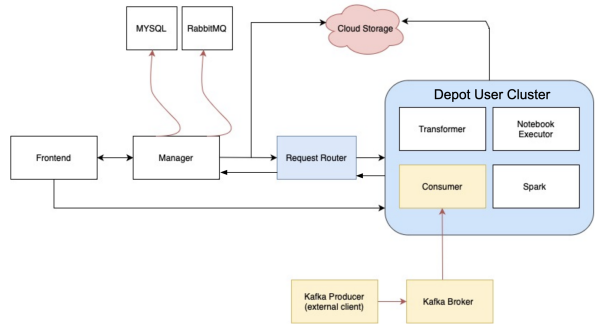 MYSQL
RabbitMQ
Cloud Storage
Depot User Cluster
Transformer
Notebook
Executor
Frontend
Manager
Request Router
Consumer
Spark
Kafka Producer
(external client)
Kafka Broker